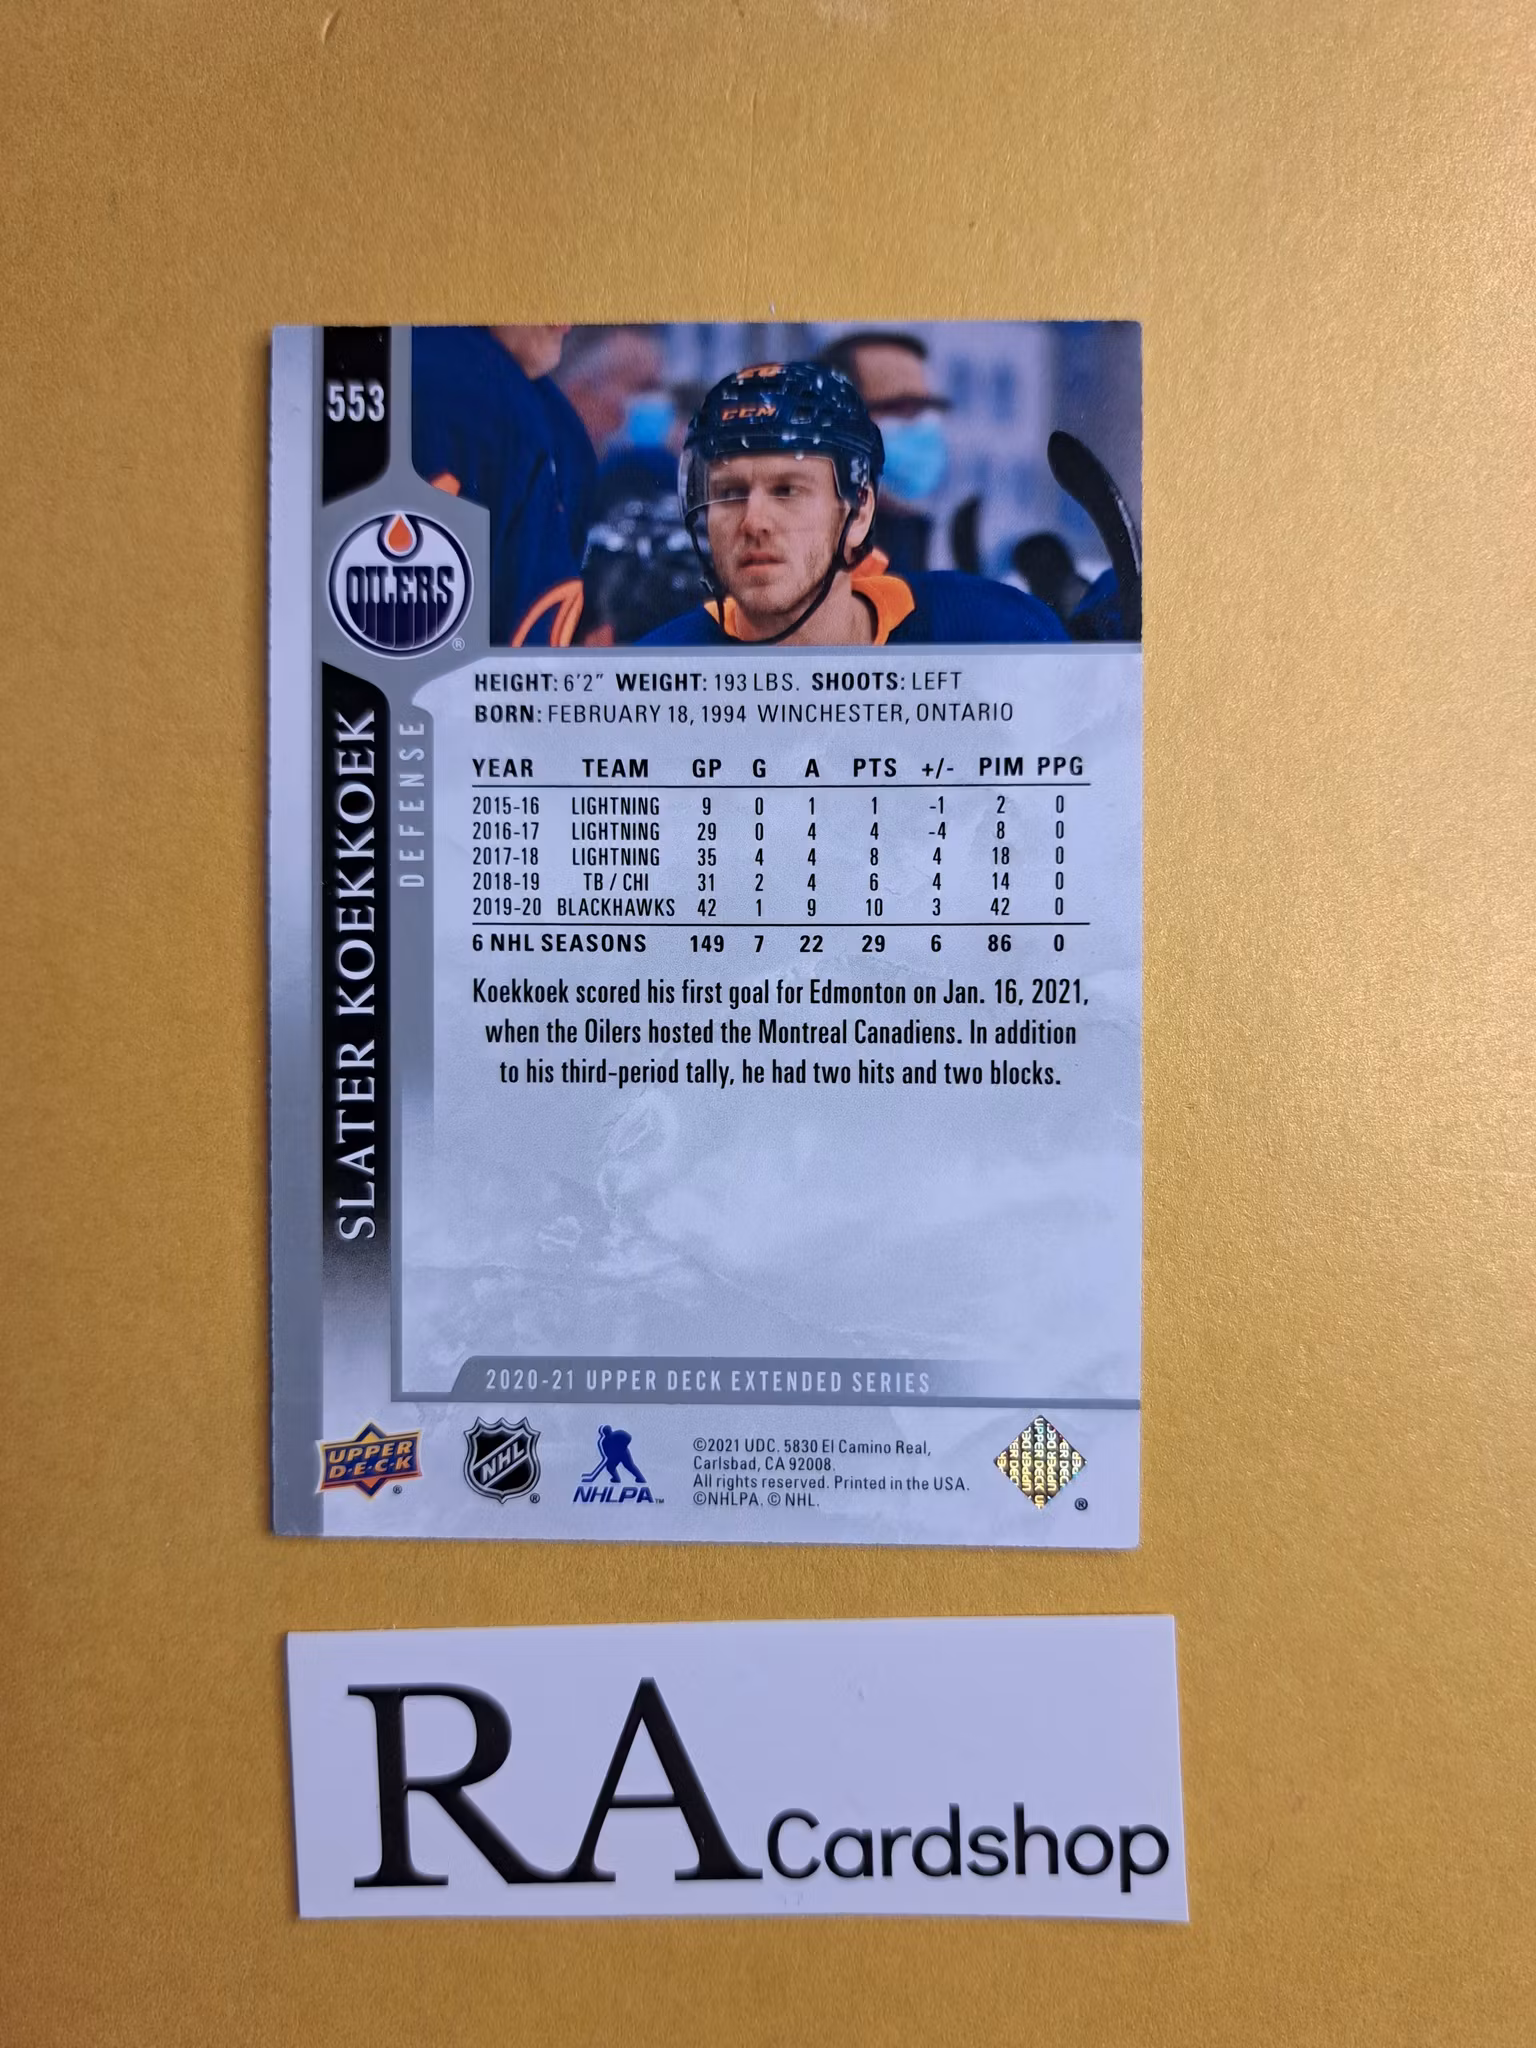 553
20
CCM
OILERS
®
SLATER KOEKKOEK
DEFENSE
HEIGHT: 6'2" WEIGHT: 193 LBS. SHOOTS: LEFT
BORN: FEBRUARY 18, 1994 WINCHESTER, ONTARIO
YEAR TEAM GP G A PTS +/- PIM PPG
2015-16 LIGHTNING 9 0 1 1 -1 2 0
2016-17 LIGHTNING 29 0 4 4 -4 8 0
2017-18 LIGHTNING 35 4 4 8 4 18 0
2018-19 TB / CHI 31 2 4 6 4 14 0
2019-20 BLACKHAWKS 42 1 9 10 3 42 0
6 NHL SEASONS 149 7 22 29 6 86 0
Koekkoek scored his first goal for Edmonton on Jan. 16, 2021,
when the Oilers hosted the Montreal Canadiens. In addition
to his third-period tally, he had two hits and two blocks.
2020-21 UPPER DECK EXTENDED SERIES
UPPER
D·E·C·K
®
NHL
®
NHLPA™
©2021 UDC. 5830 El Camino Real,
Carlsbad, CA 92008.
All rights reserved. Printed in the USA.
©NHLPA. © NHL.
UPPER DECK
®
RA Cardshop